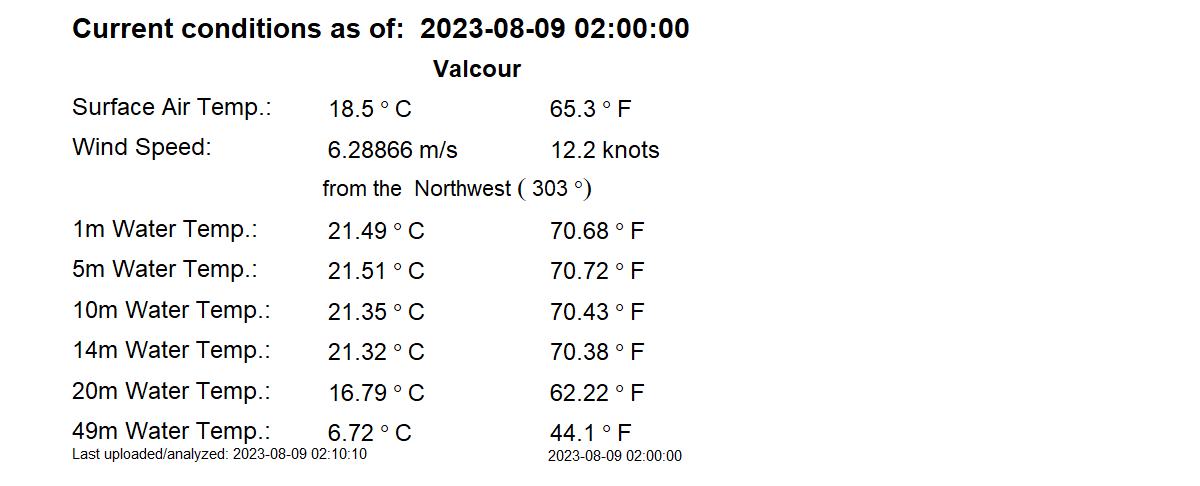 Current conditions as of: 2023-08-09 02:00:00
Valcour
Surface Air Temp.: 18.5 ° C 65.3 ° F
Wind Speed: 6.28866 m/s 12.2 knots
from the Northwest ( 303 °)
1m Water Temp.: 21.49 ° C 70.68 ° F
5m Water Temp.: 21.51 ° C 70.72 ° F
10m Water Temp.: 21.35 ° C 70.43 ° F
14m Water Temp.: 21.32 ° C 70.38 ° F
20m Water Temp.: 16.79 ° C 62.22 ° F
49m Water Temp.: 6.72 ° C 44.1 ° F
Last uploaded/analyzed: 2023-08-09 02:10:10 2023-08-09 02:00:00